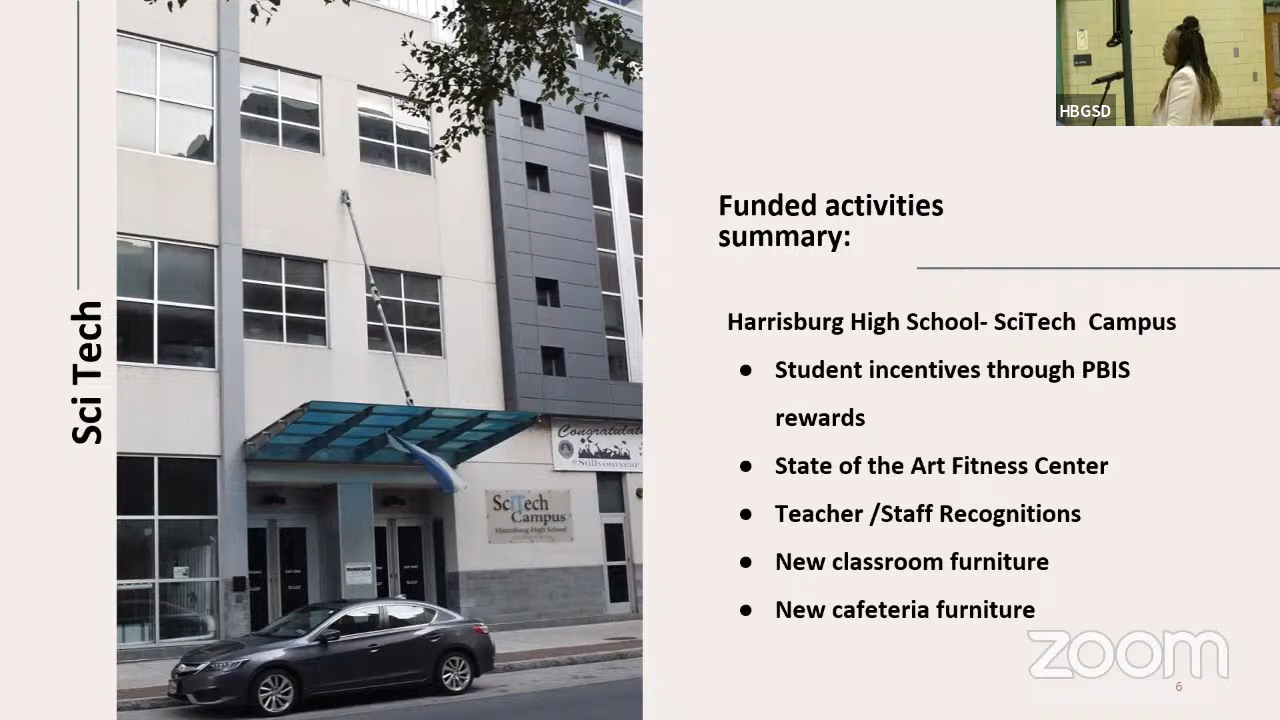 HBGSD
Sci Tech
Funded activities
summary:
Harrisburg High School- SciTech  Campus
● Student incentives through PBIS
rewards
● State of the Art Fitness Center
● Teacher /Staff Recognitions
● New classroom furniture
● New cafeteria furniture
Congratulat
#Stillyouryear
SciTech
Campus
Harrisburg High School
zoom
6